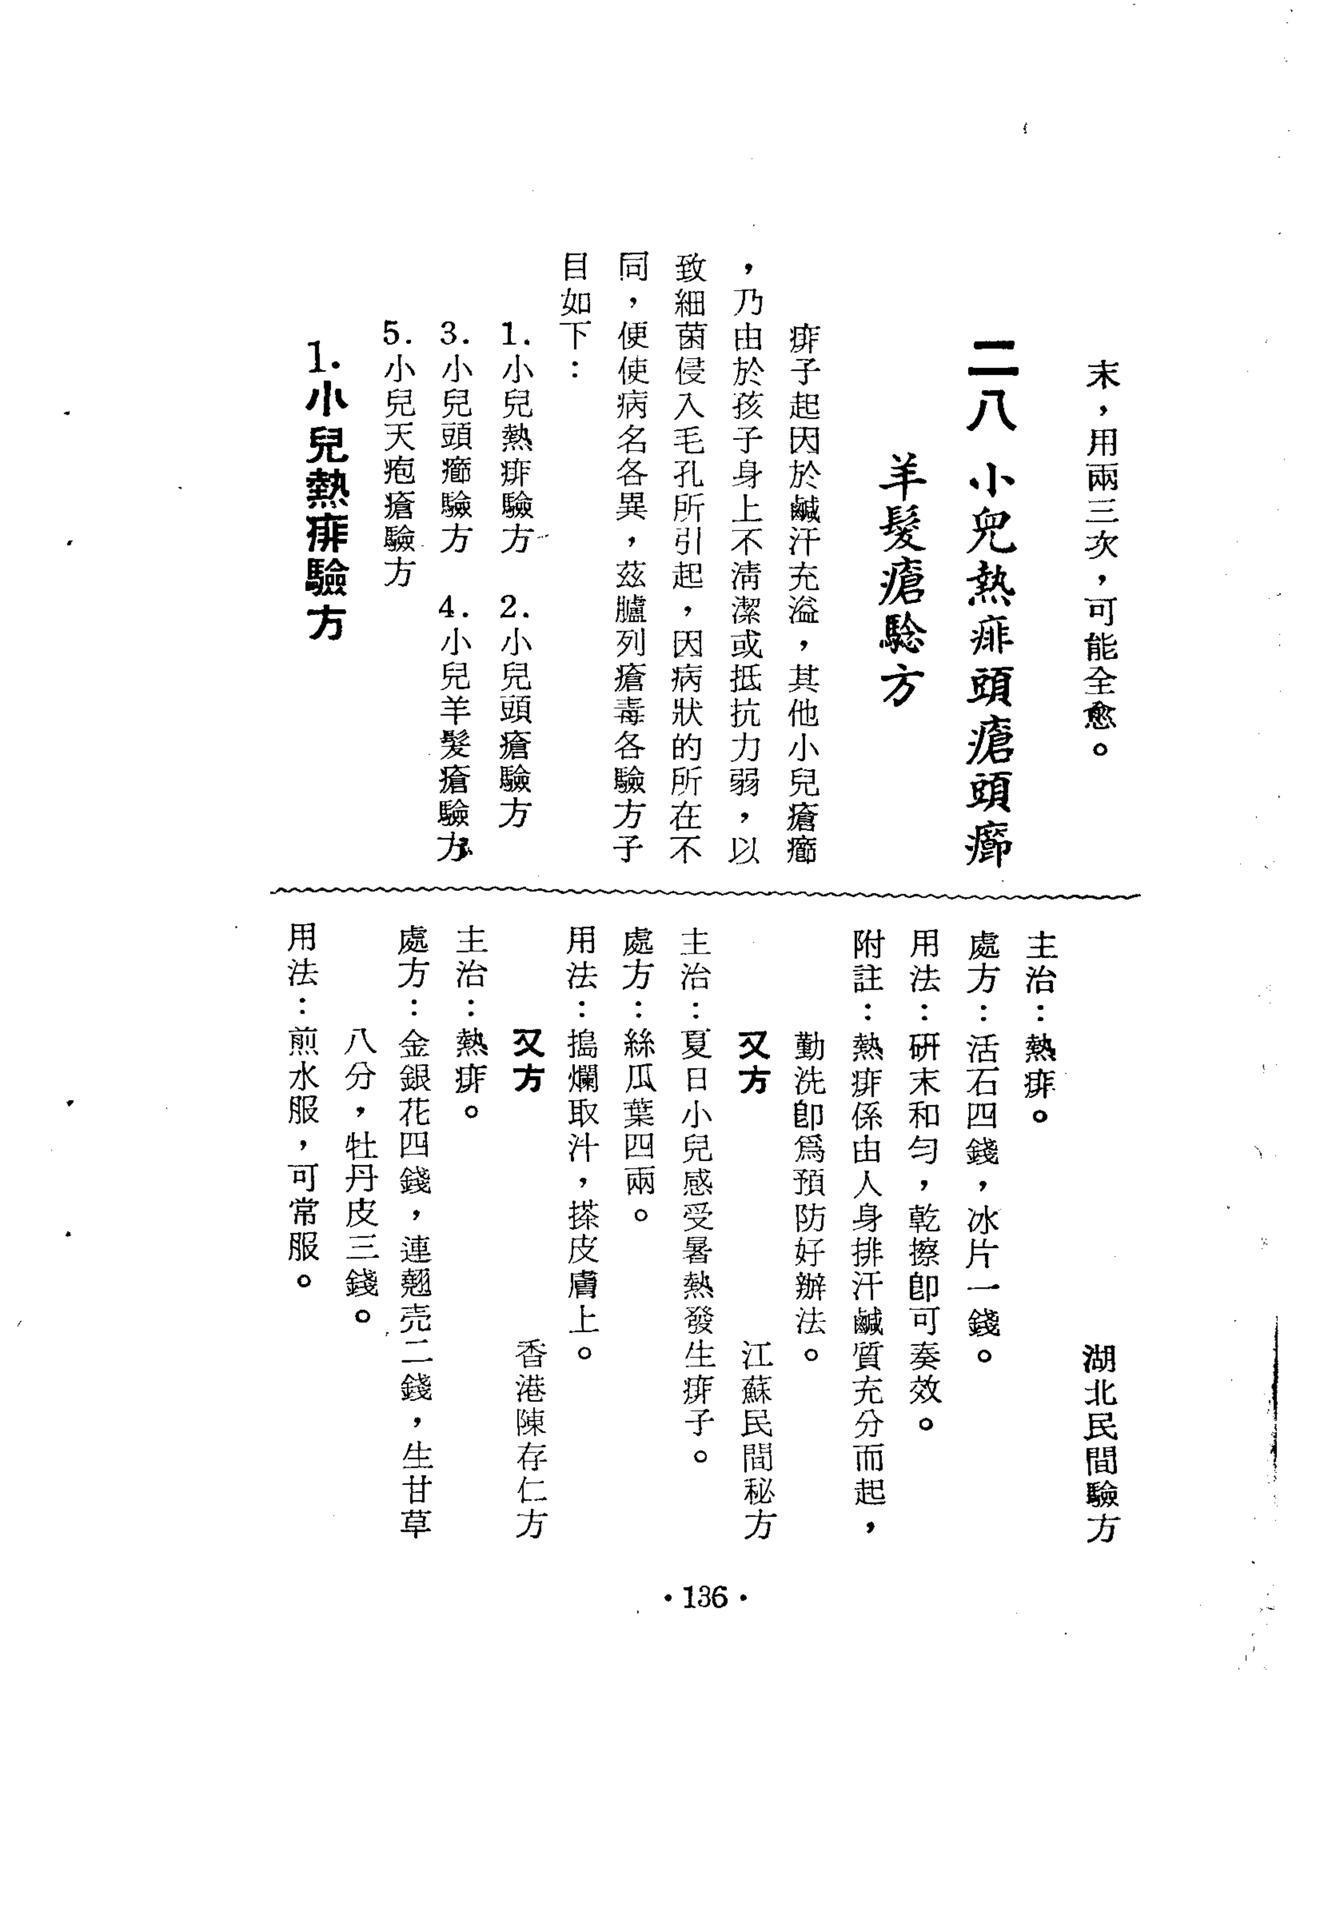 末，用兩三次，可能全愈。
二八 小兒熱痱頭瘡頭癤
羊髮瘡驗方
痱子起因於鹹汗充溢，其他小兒瘡癤
，乃由於孩子身上不清潔或抵抗力弱，以
致細菌侵入毛孔所引起，因病狀的所在不
同，便使病名各異，茲臚列瘡毒各驗方子
目如下：
1.小兒熱痱驗方 2.小兒頭瘡驗方
3.小兒頭癤驗方 4.小兒羊髮瘡驗方
5.小兒天疱瘡驗方
1.小兒熱痱驗方
湖北民間驗方
主治：熱痱。
處方：活石四錢，冰片一錢。
用法：研末和勻，乾擦卽可奏效。
附註：熱痱係由人身排汗鹹質充分而起，
勤洗卽爲預防好辦法。
又方 江蘇民間秘方
主治：夏日小兒感受暑熱發生痱子。
處方：絲瓜葉四兩。
用法：搗爛取汁，搽皮膚上。
又方 香港陳存仁方
主治：熱痱。
處方：金銀花四錢，連翹壳二錢，生甘草
八分，牡丹皮三錢。
用法：煎水服，可常服。
·136·